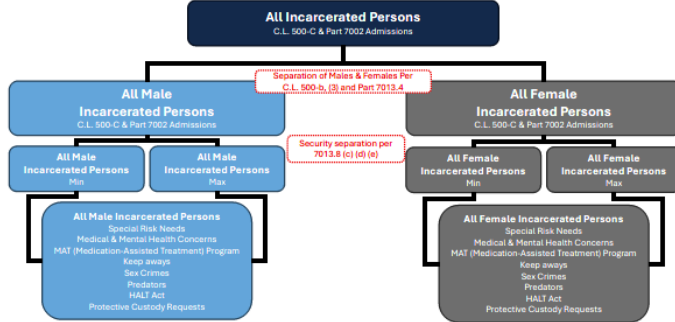 All Incarcerated Persons
C.L. 500-C & Part 7002 Admissions
Separation of Males & Females Per
C.L. 500-b, (3) and Part 7013.4
All Male
Incarcerated Persons
C.L. 500-C & Part 7002 Admissions
All Female
Incarcerated Persons
C.L. 500-C & Part 7002 Admissions
Security separation per
7013.8 (c) (d) (e)
All Male
Incarcerated Persons
Min
All Male
Incarcerated Persons
Max
All Female
Incarcerated Persons
Min
All Female
Incarcerated Persons
Max
All Male Incarcerated Persons
Special Risk Needs
Medical & Mental Health Concerns
MAT (Medication-Assisted Treatment) Program
Keep aways
Sex Crimes
Predators
HALT Act
Protective Custody Requests
All Female Incarcerated Persons
Special Risk Needs
Medical & Mental Health Concerns
MAT (Medication-Assisted Treatment) Program
Keep aways
Sex Crimes
Predators
HALT Act
Protective Custody Requests